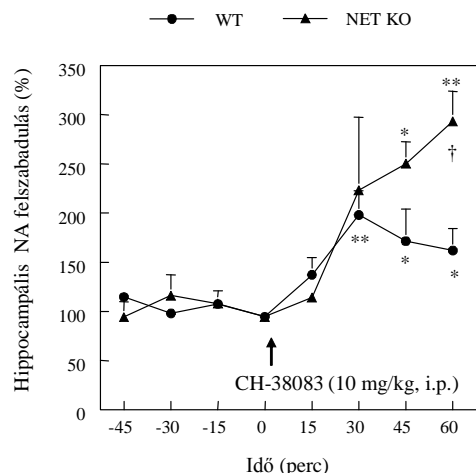 WT NET KO
350
300
250
200
150
100
50
0
Hippocampális NA felszabadulás (%)
**
*
†
**
*
*
CH-38083 (10 mg/kg, i.p.)
-45 -30 -15 0 15 30 45 60
Idő (perc)